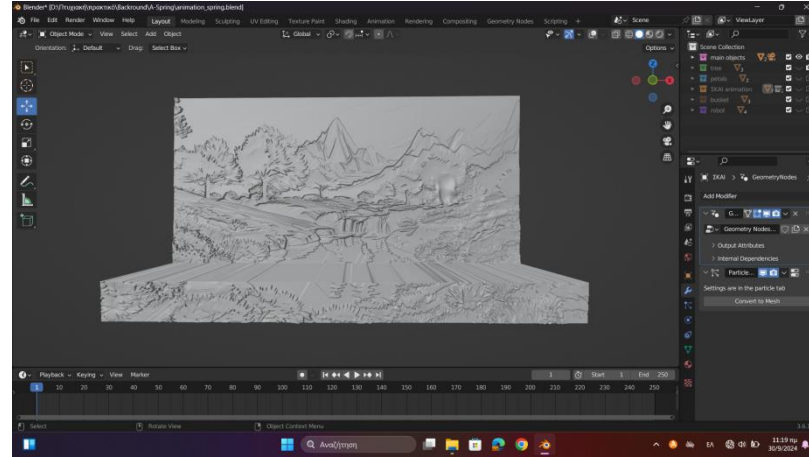 Blender* [D:\Πτυχιακή\πρακτικό\Backround\A-Spring\animation_spring.blend]
File Edit Render Window Help Layout Modeling Sculpting UV Editing Texture Paint Shading Animation Rendering Compositing Geometry Nodes Scripting + Scene ViewLayer
Object Mode View Select Add Object Global
Orientation: Default Drag: Select Box Options
Scene Collection
main objects
tree
petals
IKAI animation
busket
robot
IKAI > GeometryNodes
Add Modifier
G...
Geometry Nodes...
> Output Attributes
> Internal Dependencies
Particle...
Settings are in the particle tab
Convert to Mesh
Playback Keying View Marker 1 Start 1 End 250
1 10 20 30 40 50 60 70 80 90 100 110 120 130 140 150 160 170 180 190 200 210 220 230 240 250
Select Rotate View Object Context Menu
Αναζήτηση ΕΛ 11:19 πμ
30/9/2024